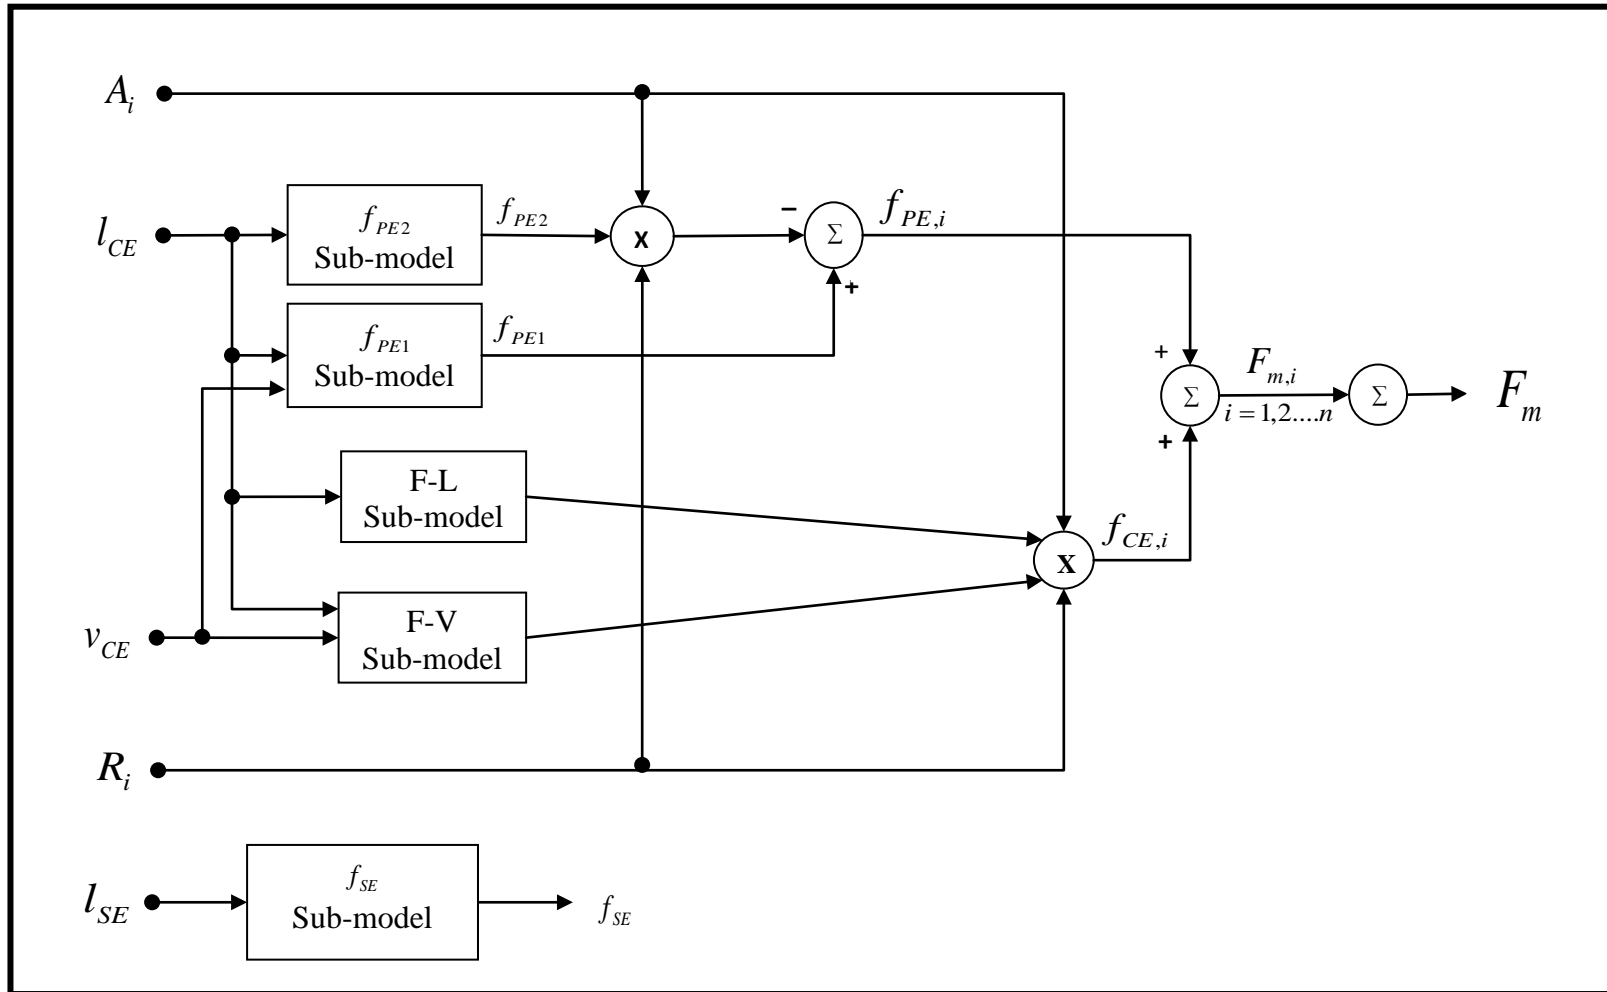 A_i
l_CE
f_PE2
Sub-model
f_PE2
x
−
Σ
+
f_PE,i
f_PE1
Sub-model
f_PE1
+
Σ
+
F_m,i
i = 1,2....n
Σ
F_m
F-L
Sub-model
x
f_CE,i
v_CE
F-V
Sub-model
R_i
l_SE
f_SE
Sub-model
f_SE